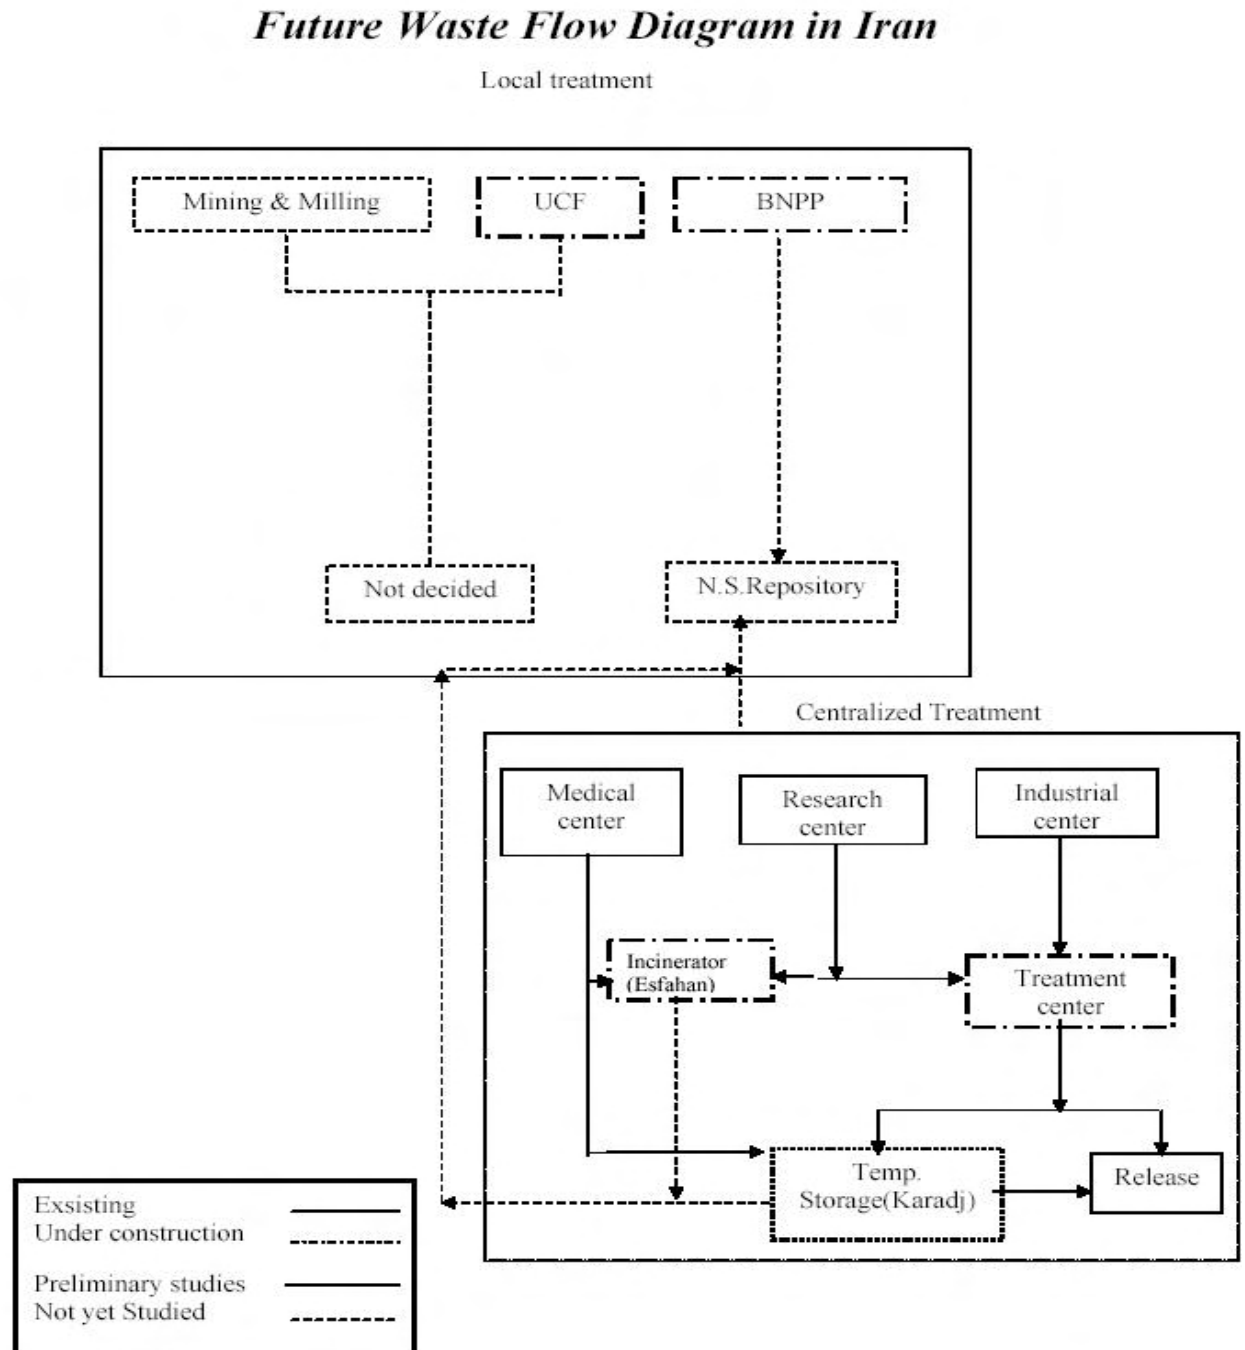 Future Waste Flow Diagram in Iran
Local treatment
Mining & Milling
UCF
BNPP
Not decided
N.S.Repository
Centralized Treatment
Medical
center
Research
center
Industrial
center
Incinerator
(Esfahan)
Treatment
center
Temp.
Storage(Karadj)
Release
Exsisting
Under construction
Preliminary studies
Not yet Studied